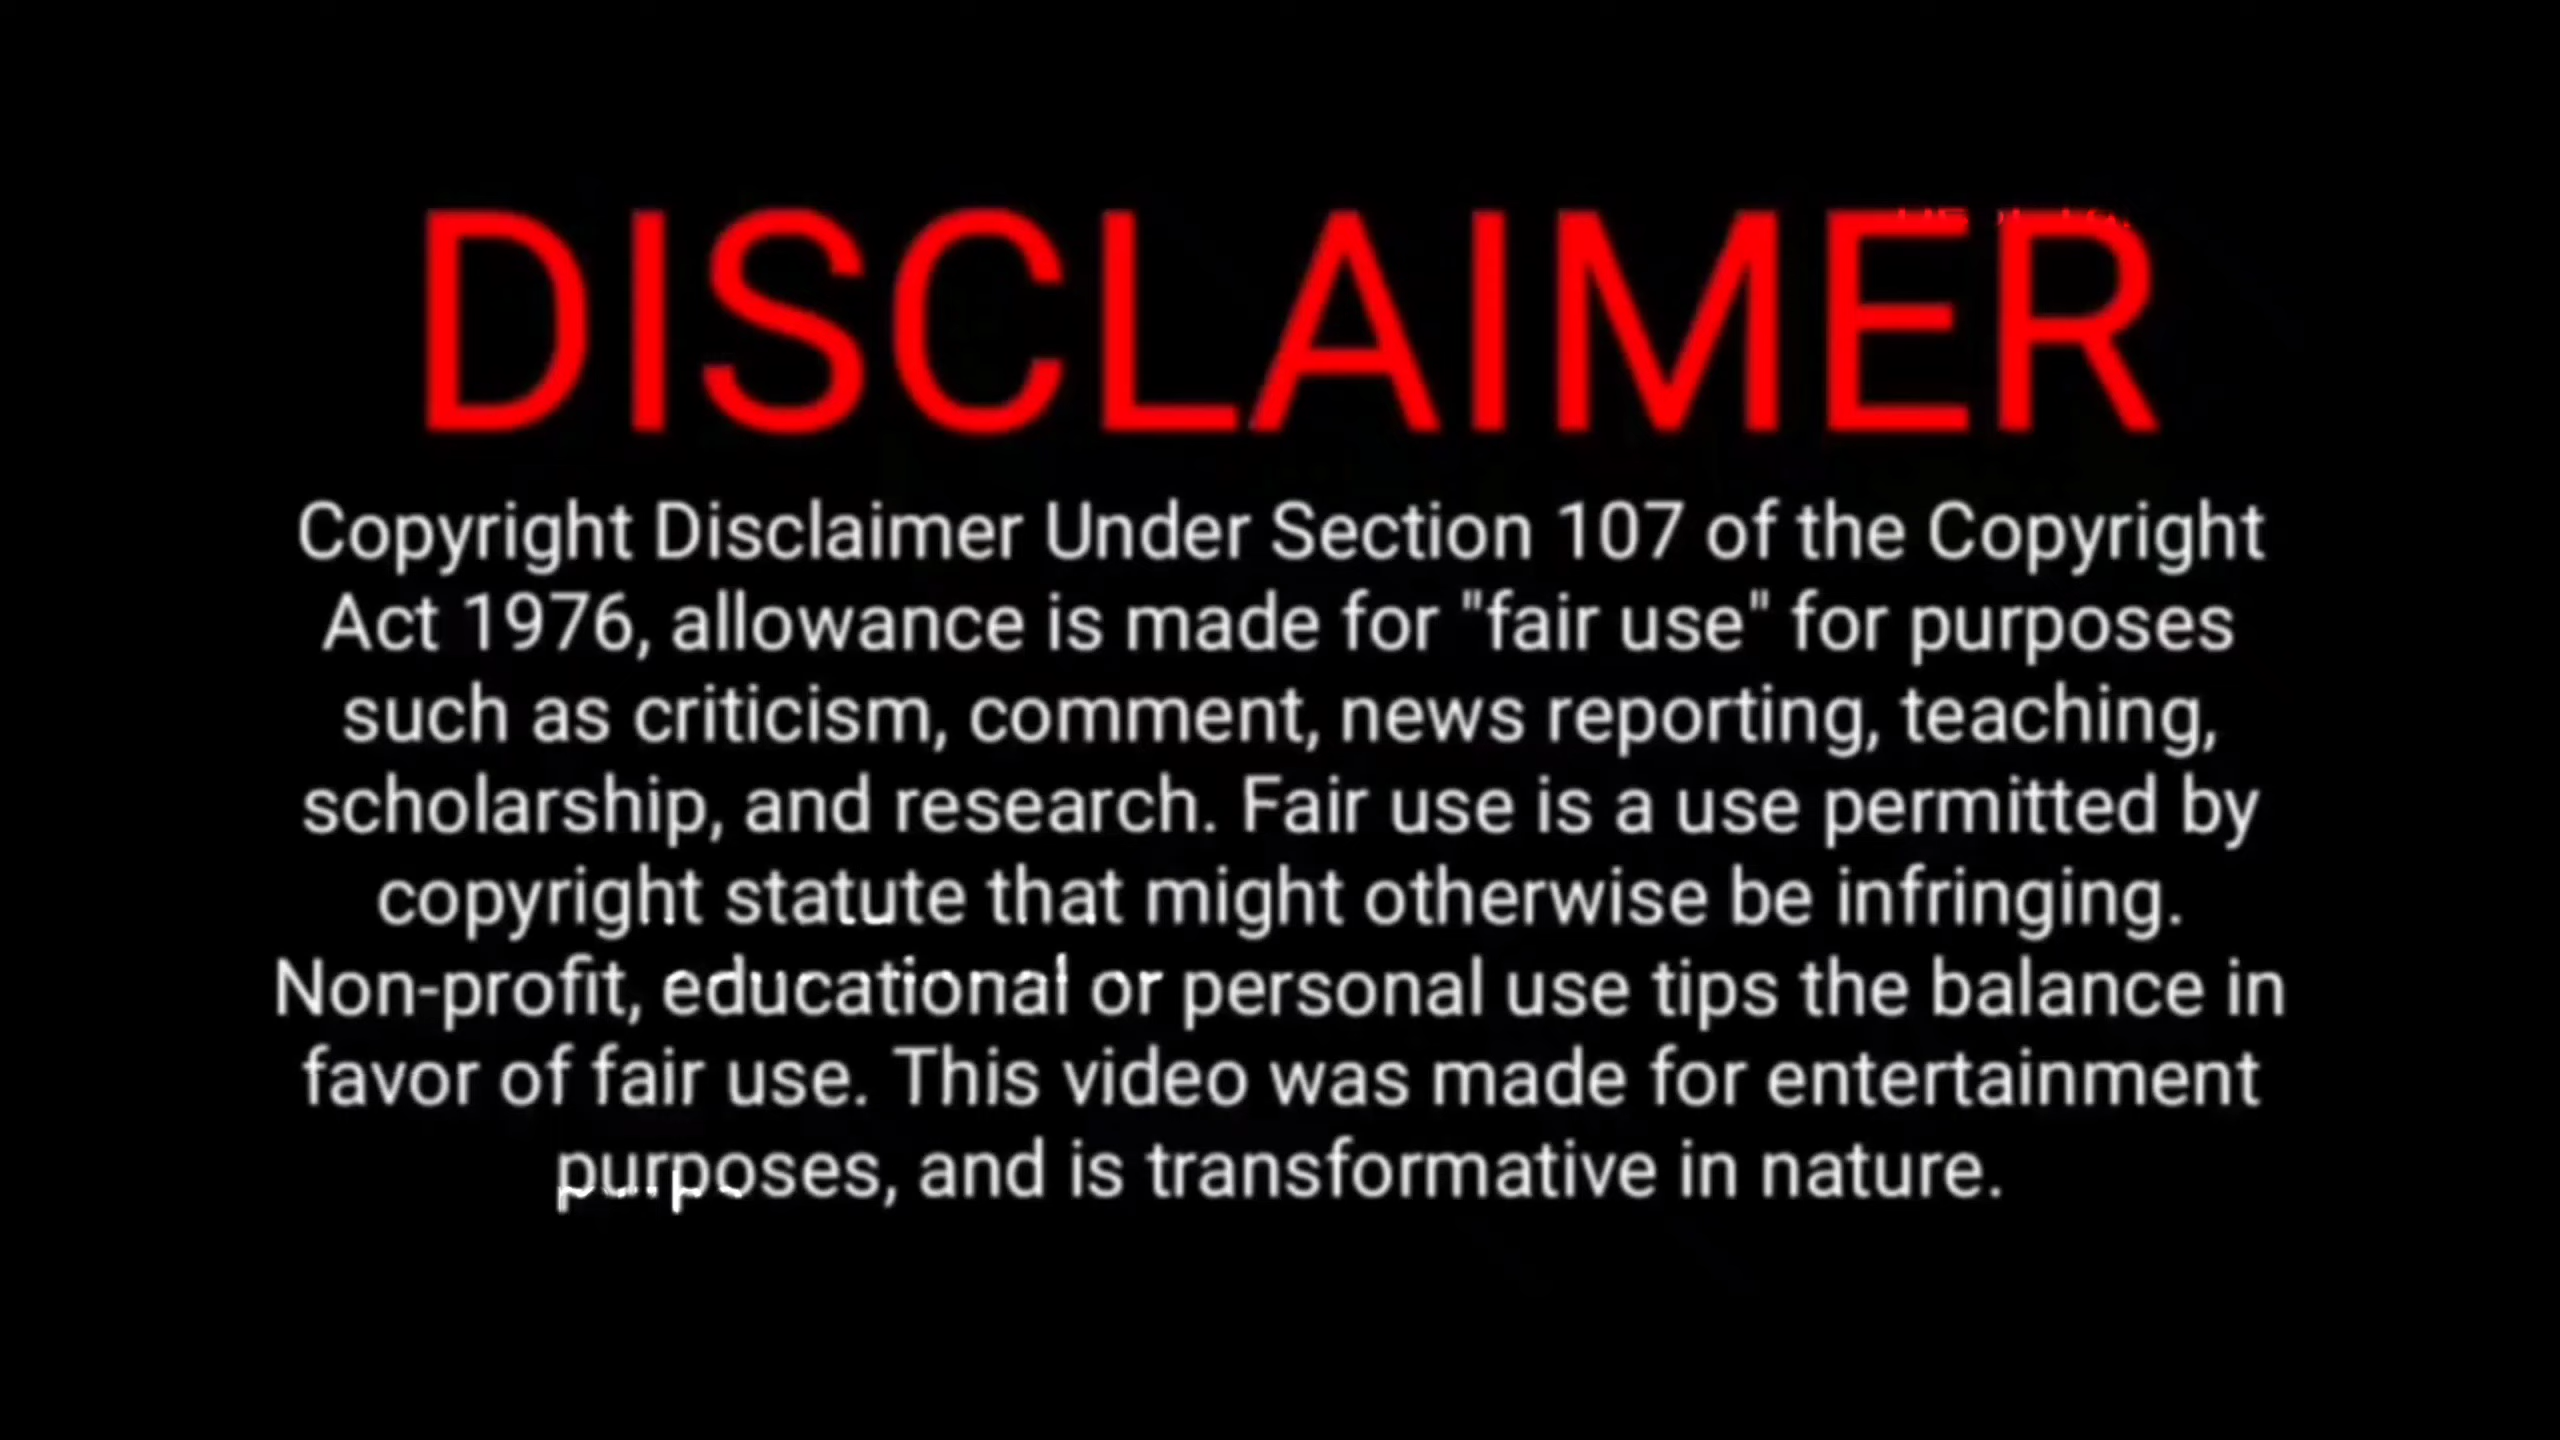 DISCLAIMER
Copyright Disclaimer Under Section 107 of the Copyright
Act 1976, allowance is made for "fair use" for purposes
such as criticism, comment, news reporting, teaching,
scholarship, and research. Fair use is a use permitted by
copyright statute that might otherwise be infringing.
Non-profit, educational or personal use tips the balance in
favor of fair use. This video was made for entertainment
purposes, and is transformative in nature.